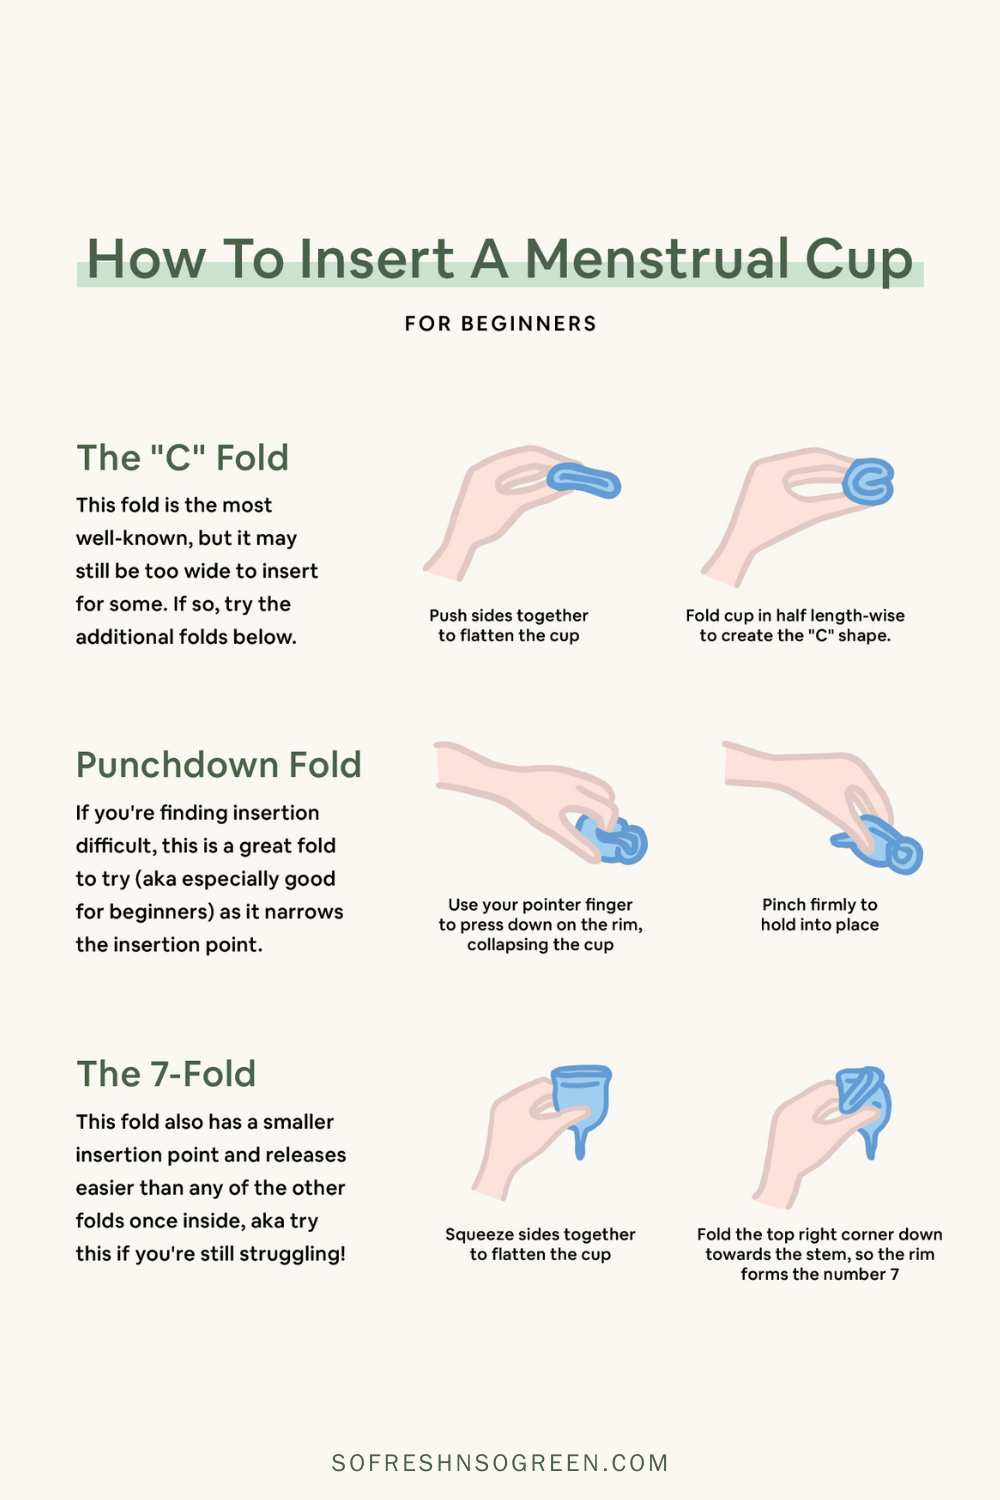 How To Insert A Menstrual Cup
FOR BEGINNERS
The "C" Fold
This fold is the most
well-known, but it may
still be too wide to insert
for some. If so, try the
additional folds below.
Push sides together
to flatten the cup
Fold cup in half length-wise
to create the "C" shape.
Punchdown Fold
If you're finding insertion
difficult, this is a great fold
to try (aka especially good
for beginners) as it narrows
the insertion point.
Use your pointer finger
to press down on the rim,
collapsing the cup
Pinch firmly to
hold into place
The 7-Fold
This fold also has a smaller
insertion point and releases
easier than any of the other
folds once inside, aka try
this if you're still struggling!
Squeeze sides together
to flatten the cup
Fold the top right corner down
towards the stem, so the rim
forms the number 7
SOFRESHNSOGREEN.COM